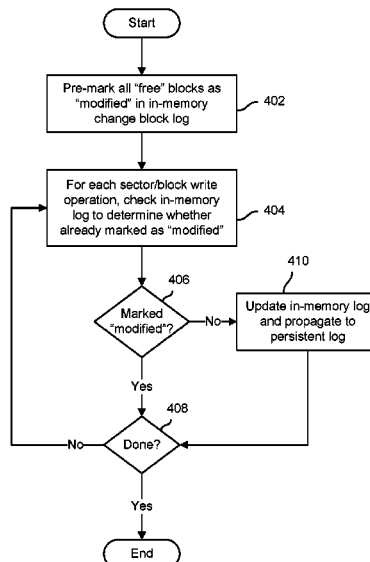 Start
Pre-mark all “free” blocks as
“modified” in in-memory
change block log
402
For each sector/block write
operation, check in-memory
log to determine whether
already marked as “modified”
404
406
410
Marked
“modified”?
No
Update in-memory log
and propagate to
persistent log
Yes
408
No
Done?
Yes
End